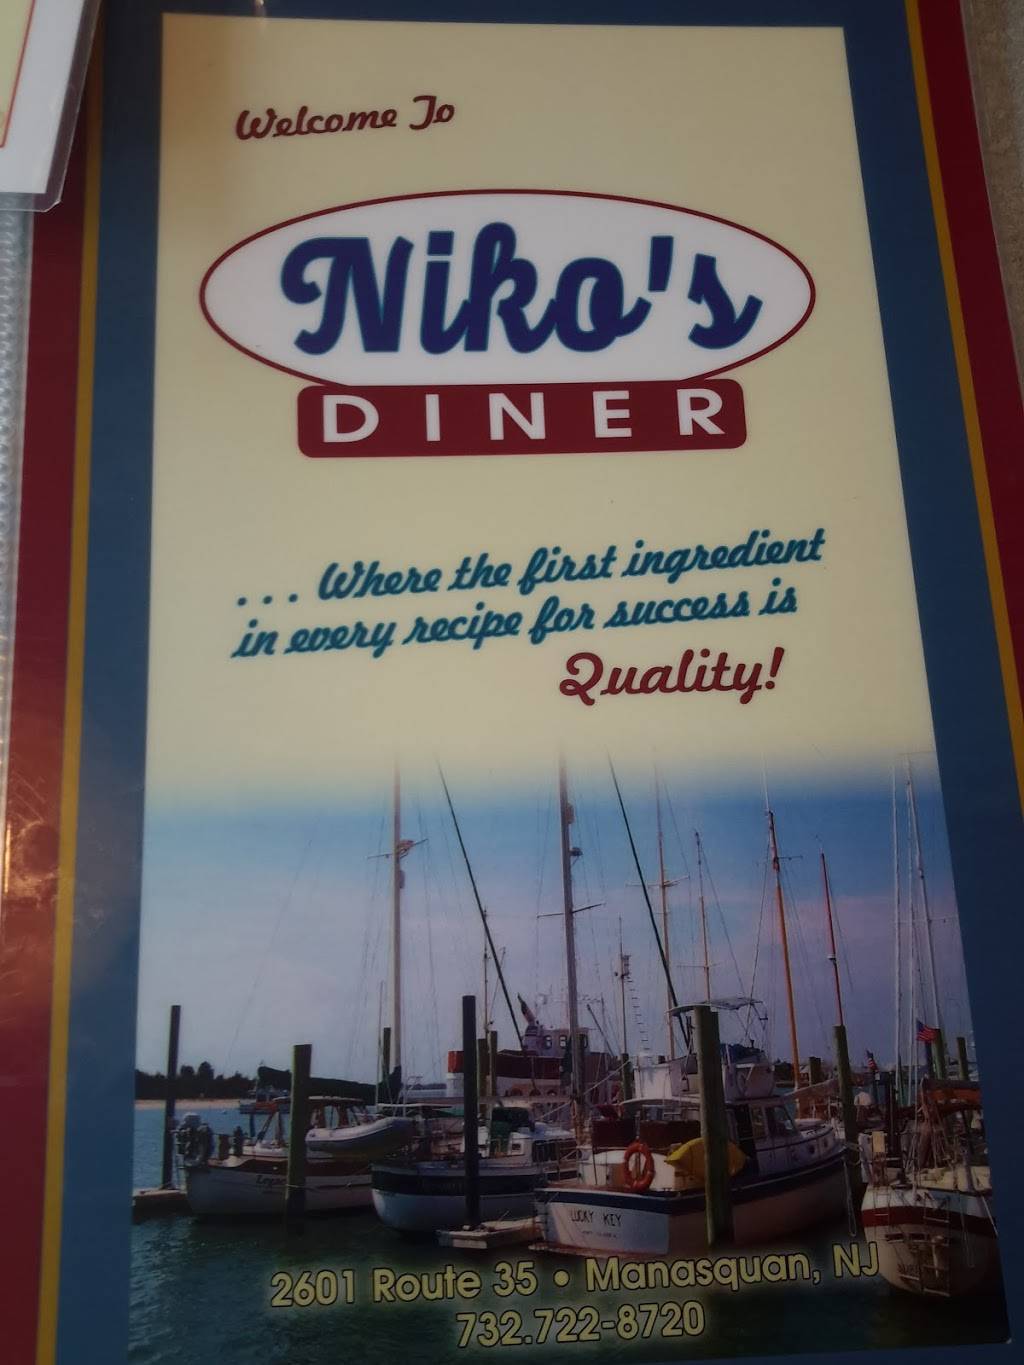 Welcome To
Niko's
DINER
. . . Where the first ingredient
in every recipe for success is
Quality!
LUCKY KEY
2601 Route 35 • Manasquan, NJ
732.722-8720